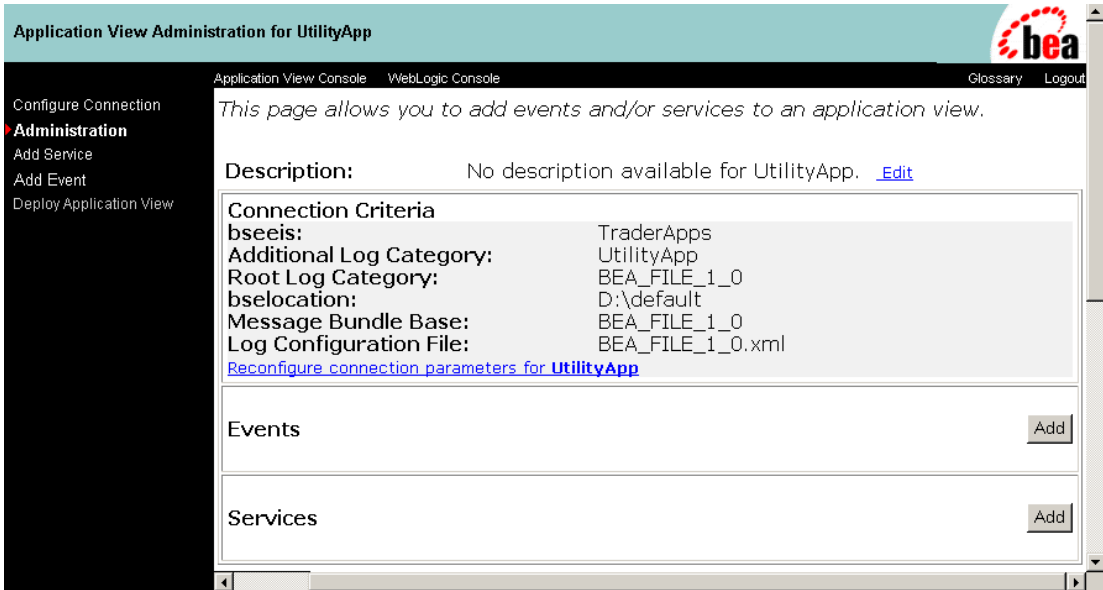 Application View Administration for UtilityApp
bea
Application View Console WebLogic Console Glossary Logout
Configure Connection
Administration
Add Service
Add Event
Deploy Application View
This page allows you to add events and/or services to an application view.
Description: No description available for UtilityApp. Edit
Connection Criteria
bseeis: TraderApps
Additional Log Category: UtilityApp
Root Log Category: BEA_FILE_1_0
bselocation: D:\default
Message Bundle Base: BEA_FILE_1_0
Log Configuration File: BEA_FILE_1_0.xml
Reconfigure connection parameters for UtilityApp
Events Add
Services Add